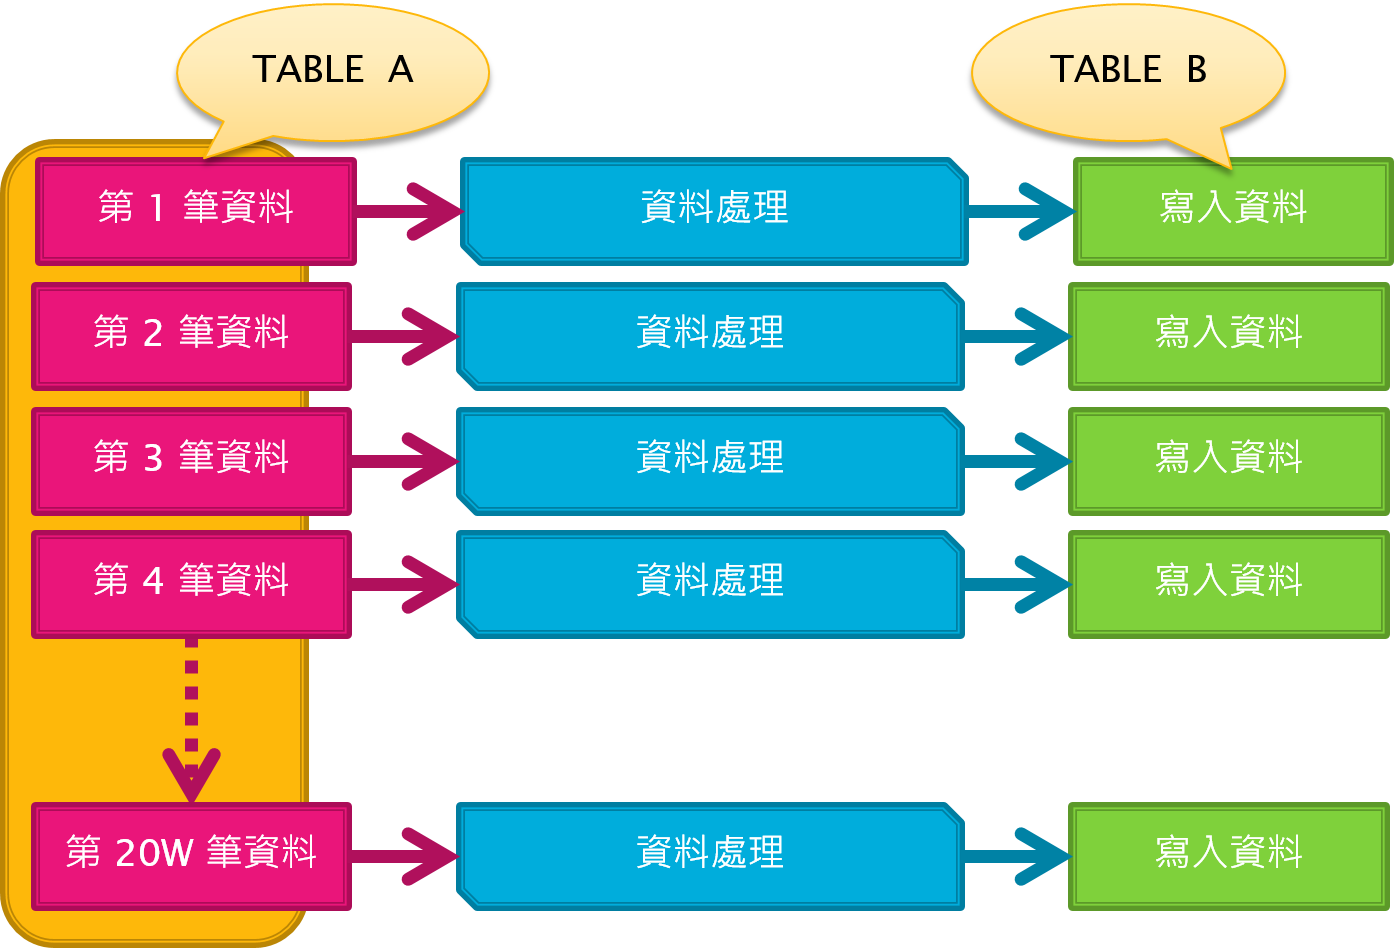 TABLE A
TABLE B
第 1 筆資料
資料處理
寫入資料
第 2 筆資料
資料處理
寫入資料
第 3 筆資料
資料處理
寫入資料
第 4 筆資料
資料處理
寫入資料
第 20W 筆資料
資料處理
寫入資料